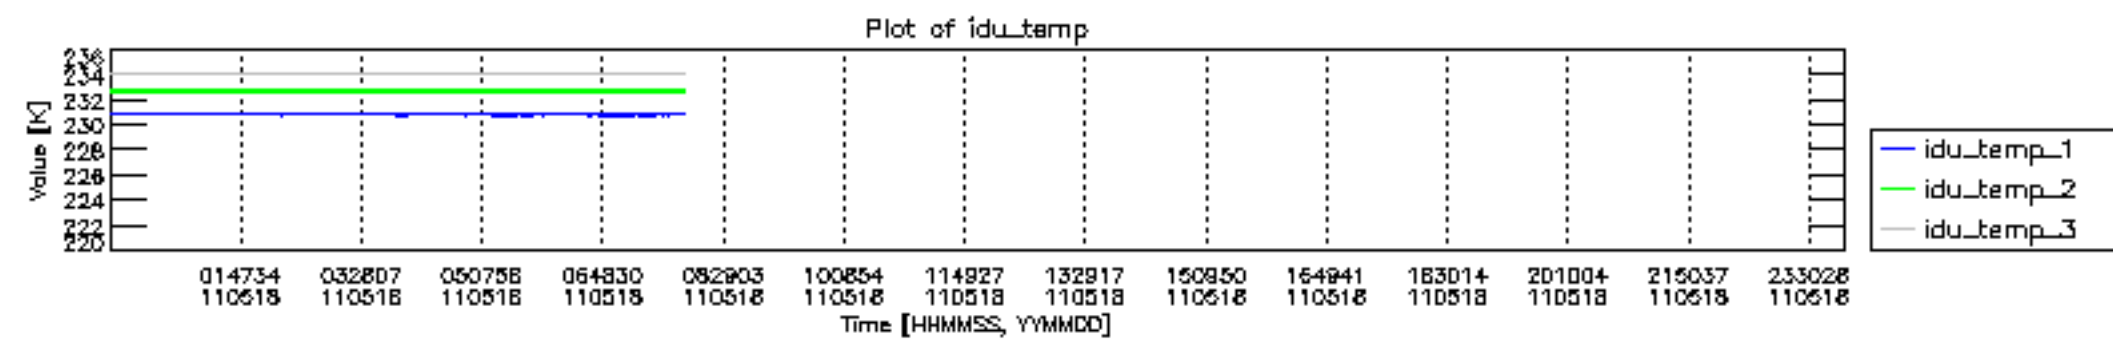 Plot of idu_temp
236
234
232
230
228
226
224
222
220
Value [K]
014734 032807 050758 064830 082903 100854 114927 132917 150950 164941 183014 201004 215037 233028
110518 110518 110518 110518 110518 110518 110518 110518 110518 110518 110518 110518 110518 110518
Time [HHMMSS, YYMMDD]
idu_temp_1
idu_temp_2
idu_temp_3